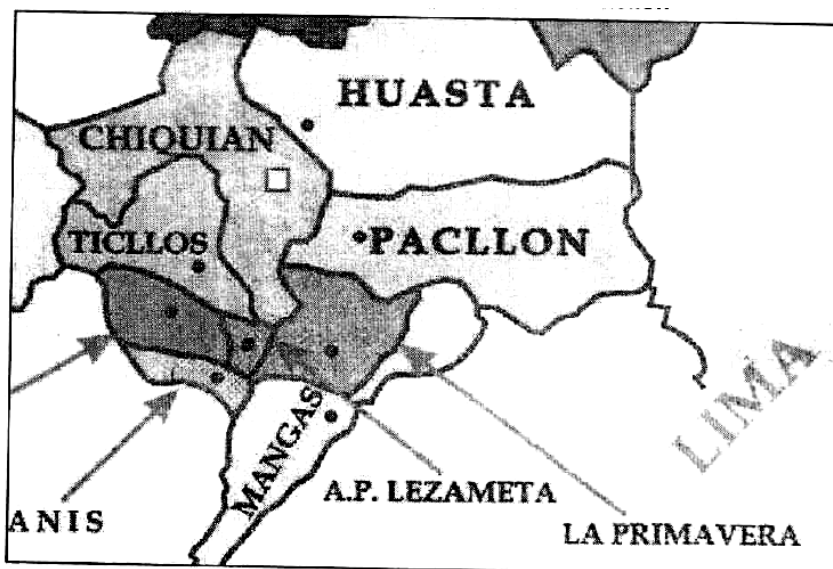 HUASTA
CHIQUIAN
TICLLOS
PACLLON
LIMA
MANGAS
A.P. LEZAMETA
ANIS
LA PRIMAVERA